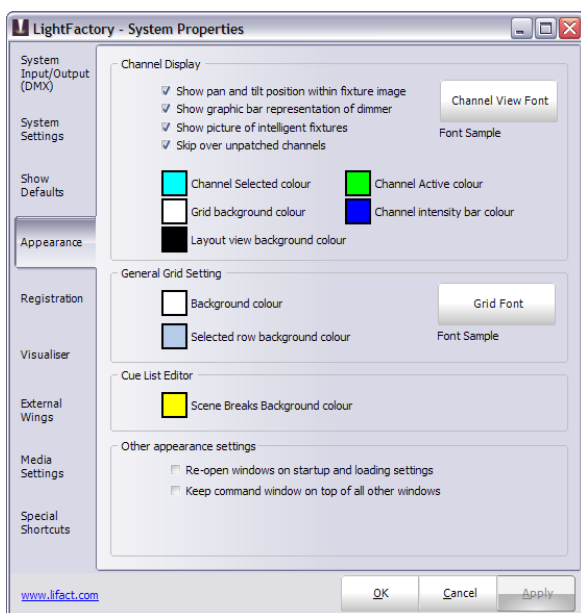 LightFactory - System Properties
System
Input/Output
(DMX)
System
Settings
Show
Defaults
Appearance
Registration
Visualiser
External
Wings
Media
Settings
Special
Shortcuts
Channel Display
Show pan and tilt position within fixture image
Show graphic bar representation of dimmer
Show picture of intelligent fixtures
Skip over unpatched channels
Channel View Font
Font Sample
Channel Selected colour
Channel Active colour
Grid background colour
Channel intensity bar colour
Layout view background colour
General Grid Setting
Background colour
Selected row background colour
Grid Font
Font Sample
Cue List Editor
Scene Breaks Background colour
Other appearance settings
Re-open windows on startup and loading settings
Keep command window on top of all other windows
www.lifact.com
OK
Cancel
Apply